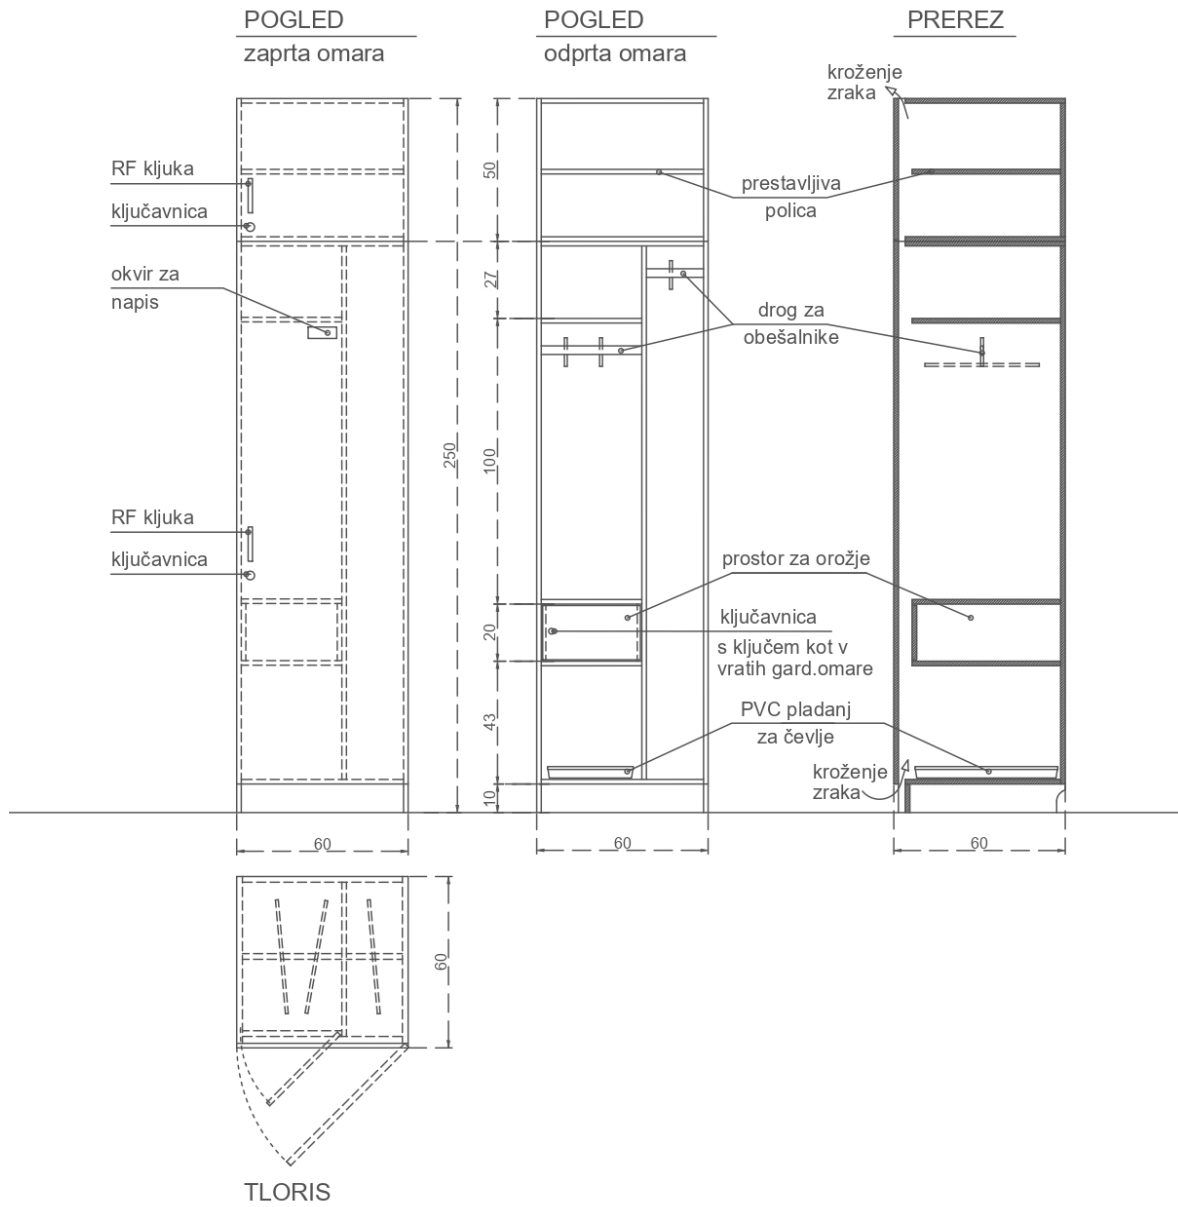 POGLED
zaprta omara
POGLED
odprta omara
PREREZ
kroženje
zraka
RF kljuka
ključavnica
okvir za
napis
RF kljuka
ključavnica
250
50
27
100
20
43
10
prestavljiva
polica
drog za
obešalnike
prostor za orožje
ključavnica
s ključem kot v
vratih gard.omare
PVC pladanj
za čevlje
kroženje
zraka
60
60
60
60
TLORIS